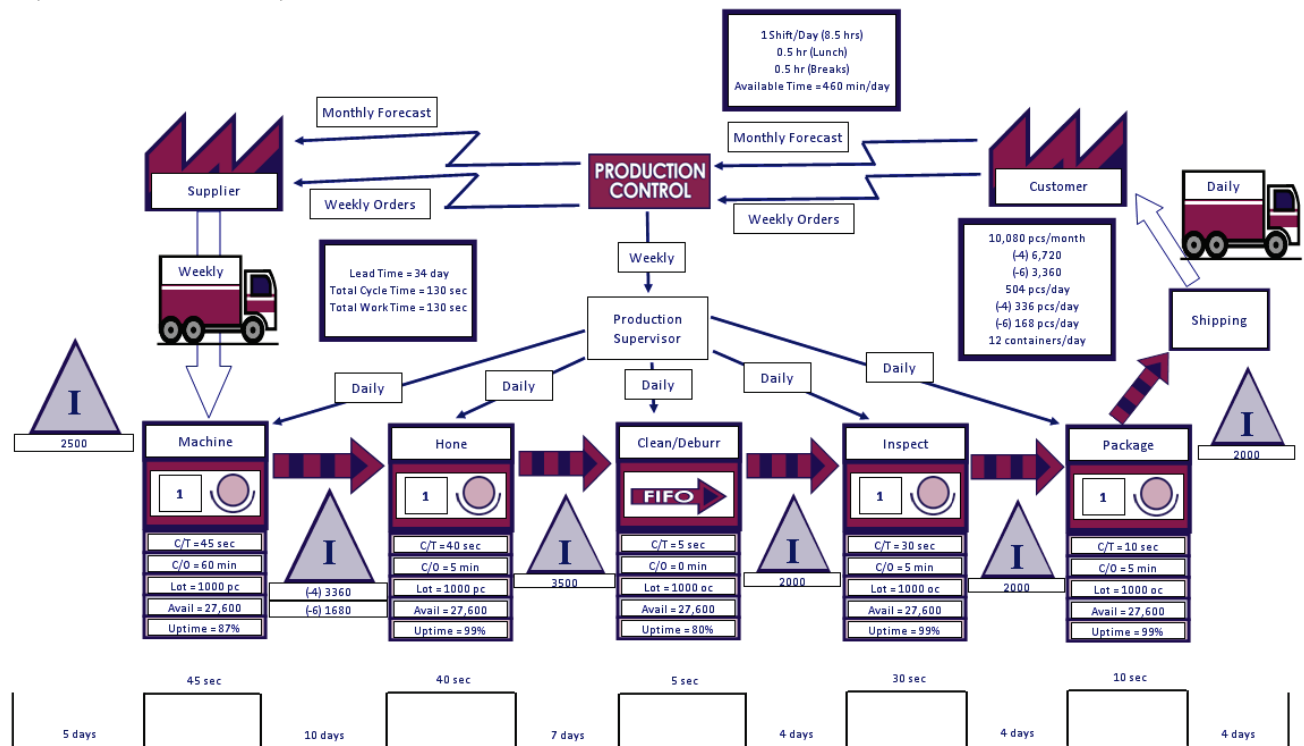 1 Shift/Day (8.5 hrs)
0.5 hr (Lunch)
0.5 hr (Breaks)
Available Time = 460 min/day
Monthly Forecast
Monthly Forecast
Supplier
PRODUCTION
CONTROL
Customer
Daily
Weekly Orders
Weekly Orders
Weekly
Weekly
Lead Time = 34 day
Total Cycle Time = 130 sec
Total Work Time = 130 sec
10,080 pcs/month
(-4) 6,720
(-6) 3,360
504 pcs/day
(-4) 336 pcs/day
(-6) 168 pcs/day
12 containers/day
Production
Supervisor
Shipping
Daily
Daily
Daily
Daily
Daily
I
2500
I
2000
Machine
1
C/T = 45 sec
C/O = 60 min
Lot = 1000 pc
Avail = 27,600
Uptime = 87%
I
(-4) 3360
(-6) 1680
Hone
1
C/T = 40 sec
C/O = 5 min
Lot = 1000 pc
Avail = 27,600
Uptime = 99%
I
3500
Clean/Deburr
FIFO
C/T = 5 sec
C/O = 0 min
Lot = 1000 oc
Avail = 27,600
Uptime = 80%
I
2000
Inspect
1
C/T = 30 sec
C/O = 5 min
Lot = 1000 oc
Avail = 27,600
Uptime = 99%
I
2000
Package
1
C/T = 10 sec
C/O = 5 min
Lot = 1000 oc
Avail = 27,600
Uptime = 99%
45 sec
40 sec
5 sec
30 sec
10 sec
5 days
10 days
7 days
4 days
4 days
4 days